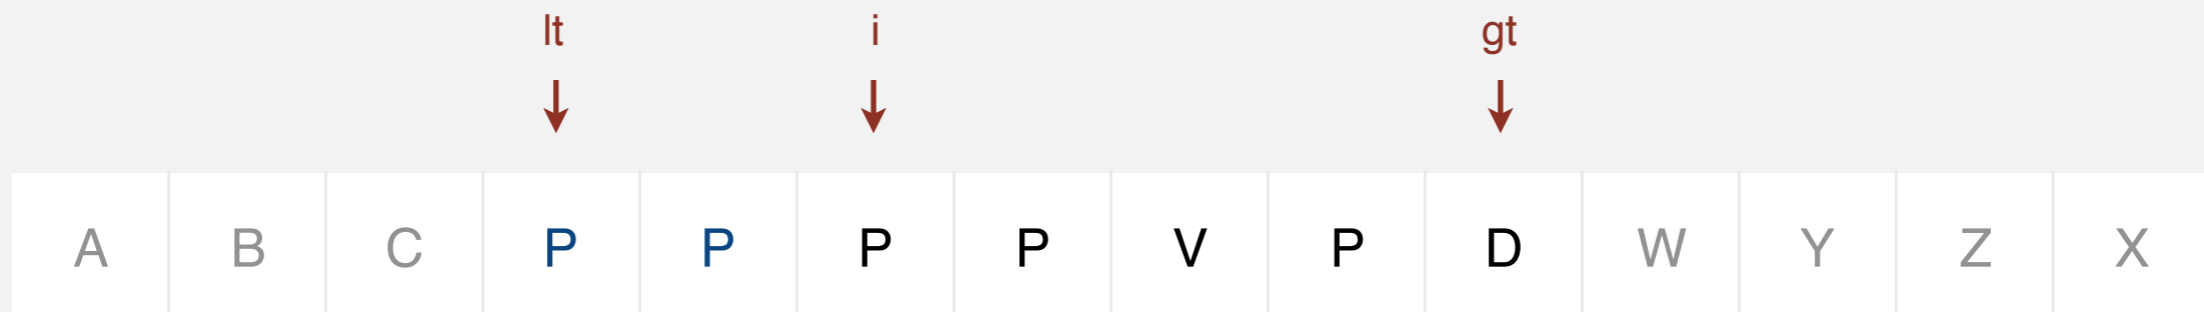 lt i gt
A B C P P P P V P D W Y Z X